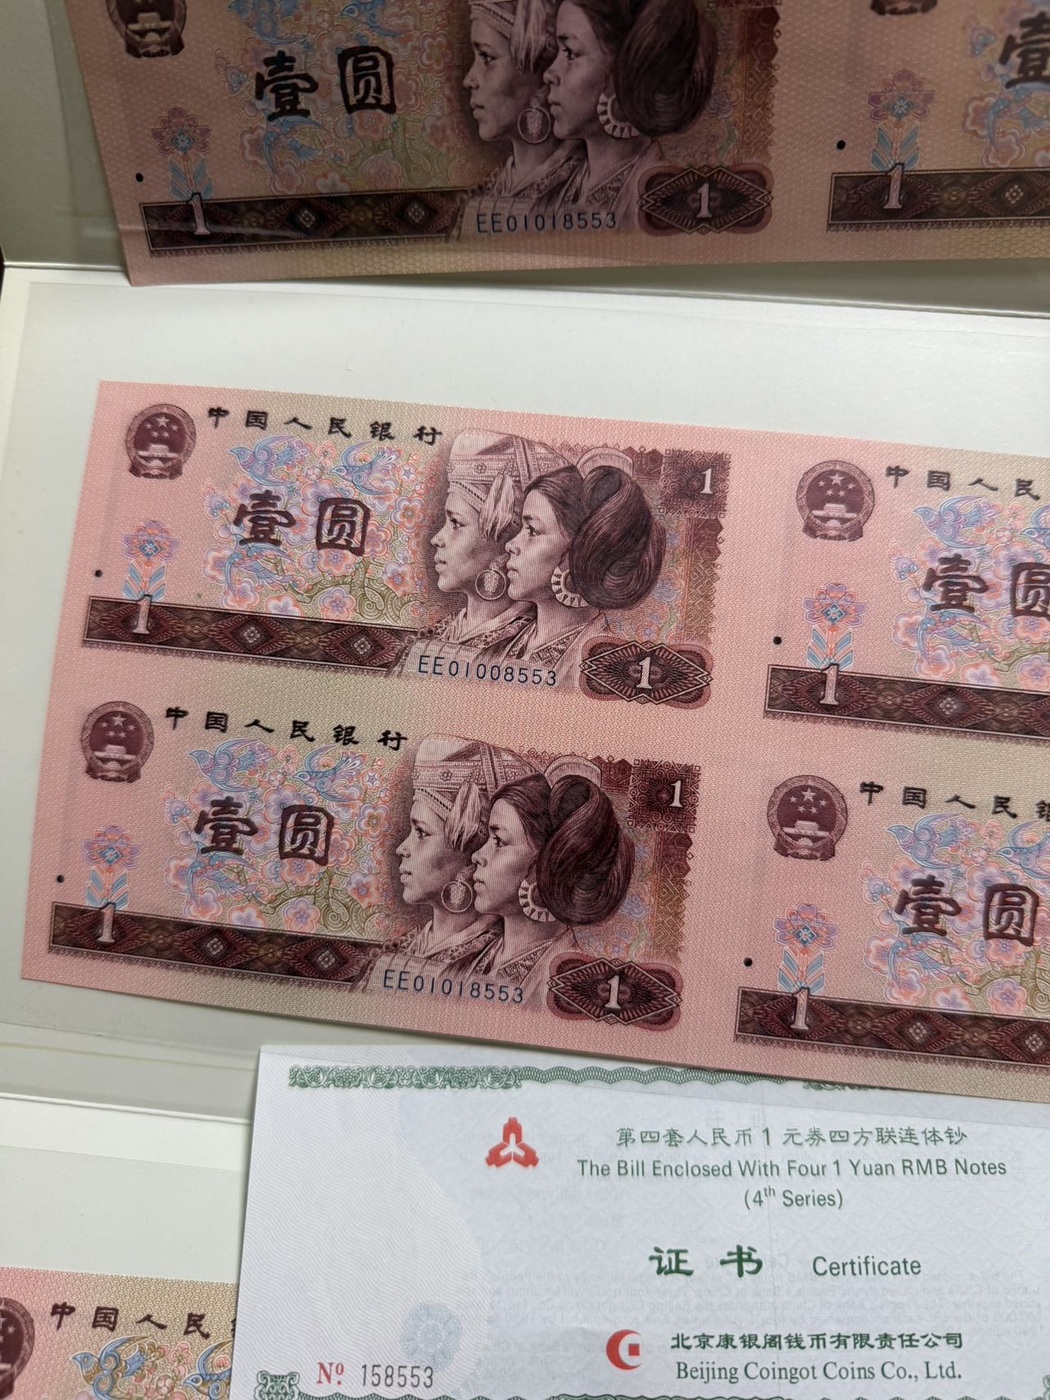 壹圆
壹
1
EE01018553
1
1
中国人民银行
1
中国人民
壹圆
壹圆
1
EE01008553
1
1
中国人民银行
1
中国人民银
壹圆
壹圆
1
EE01018553
1
1
第四套人民币1元券四方联连体钞
The Bill Enclosed With Four 1 Yuan RMB Notes
(4th Series)
证书 Certificate
中国人民
北京康银阁钱币有限责任公司
Nº 158553
Beijing Coingot Coins Co., Ltd.